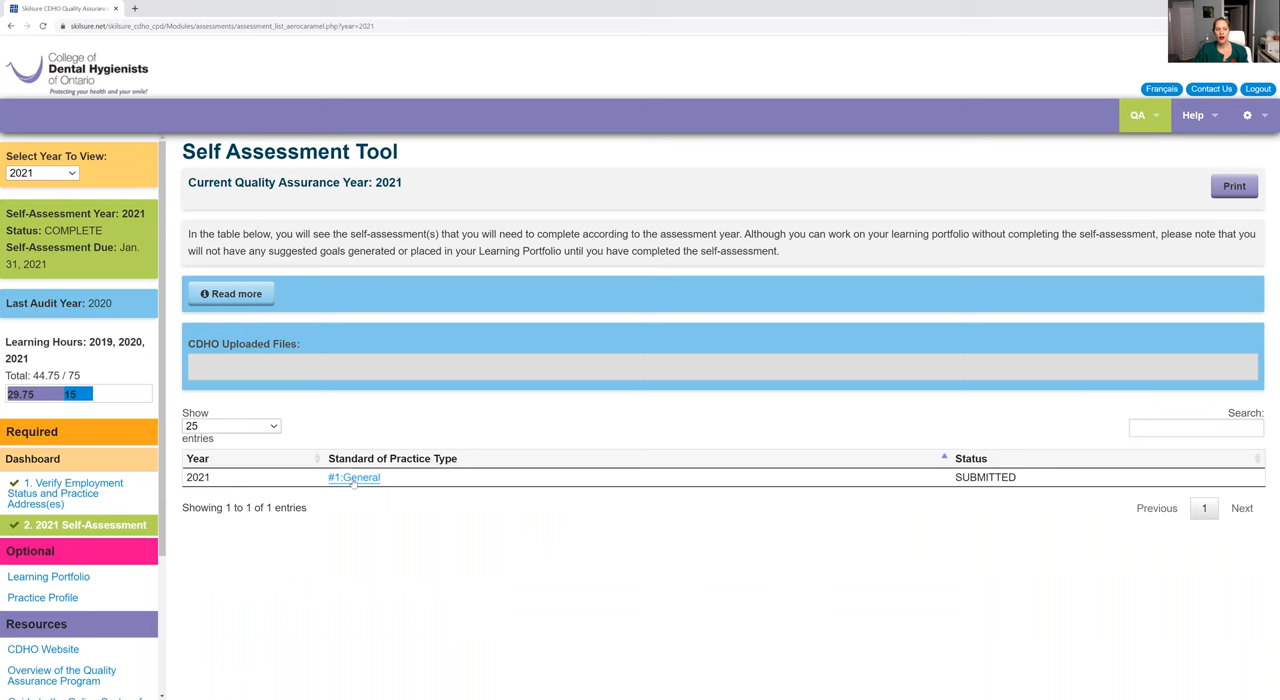 Skilsure CDHO Quality Assurance
skilsure.net/skilsure_cdho_cpd/Modules/assessments/assessment_list_aerocaramel.php?year=2021
College of
Dental Hygienists
of Ontario
Protecting your health and your smile!
Français
Contact Us
Logout
QA
Help
Select Year To View:
2021
Self-Assessment Year: 2021
Status: COMPLETE
Self-Assessment Due: Jan.
31, 2021
Last Audit Year: 2020
Learning Hours: 2019, 2020,
2021
Total: 44.75 / 75
29.75 15
Required
Dashboard
1. Verify Employment
Status and Practice
Address(es)
2. 2021 Self-Assessment
Optional
Learning Portfolio
Practice Profile
Resources
CDHO Website
Overview of the Quality
Assurance Program
Self Assessment Tool
Current Quality Assurance Year: 2021
Print
In the table below, you will see the self-assessment(s) that you will need to complete according to the assessment year. Although you can work on your learning portfolio without completing the self-assessment, please note that you
will not have any suggested goals generated or placed in your Learning Portfolio until you have completed the self-assessment.
Read more
CDHO Uploaded Files:
Show
25
entries
Search:
Year Standard of Practice Type Status
2021 #1:General SUBMITTED
Showing 1 to 1 of 1 entries
Previous 1 Next